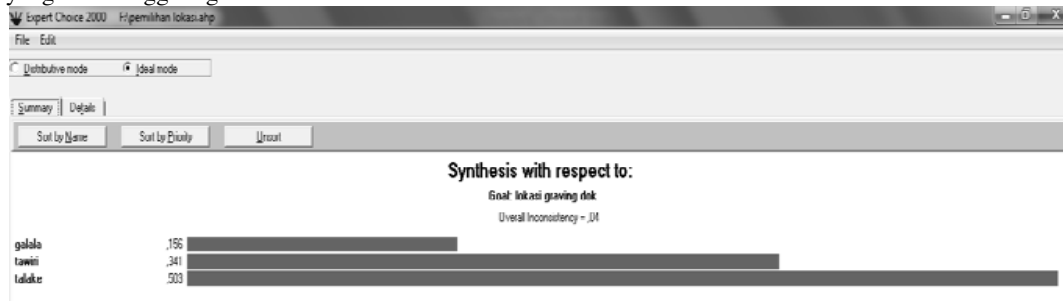 Expert Choice 2000 F:\pemilihan lokasi.ahp
File Edit
Distributive mode Ideal mode
Summary Details
Sort by Name Sort by Priority Unsort
Synthesis with respect to:
Goal: lokasi graving dok
Overall Inconsistency = ,04
galala ,156
tawiri ,341
talake ,503